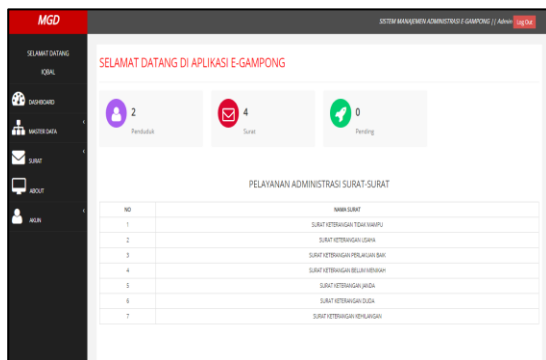 MGD
SISTEM MANAJEMEN ADMINISTRASI E-GAMPONG || Admin Log Out
SELAMAT DATANG
IQBAL
DASHBOARD
MASTER DATA
SURAT
ABOUT
AKUN
SELAMAT DATANG DI APLIKASI E-GAMPONG
2
Penduduk
4
Surat
0
Pending
PELAYANAN ADMINISTRASI SURAT-SURAT
NO NAMA SURAT
1 SURAT KETERANGAN TIDAK MAMPU
2 SURAT KETERANGAN USAHA
3 SURAT KETERANGAN PERLAKUAN BAIK
4 SURAT KETERANGAN BELUM MENIKAH
5 SURAT KETERANGAN JANDA
6 SURAT KETERANGAN DUDA
7 SURAT KETERANGAN KEHILANGAN